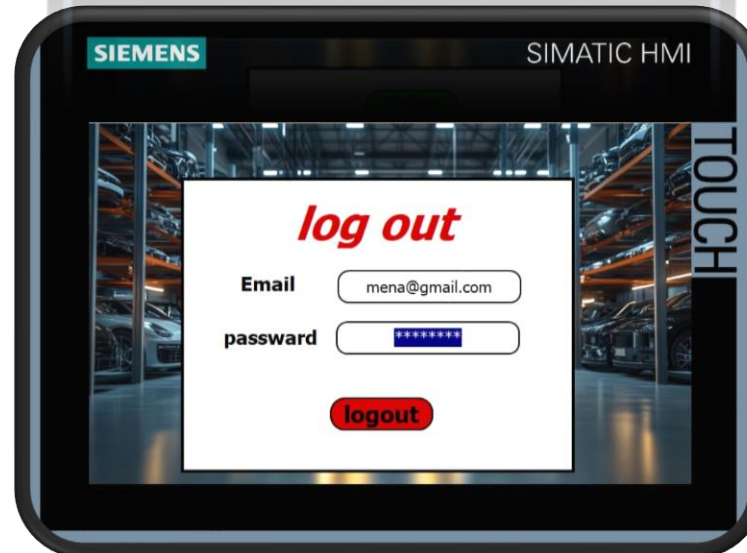 SIEMENS
SIMATIC HMI
TOUCH
log out
Email
mena@gmail.com
passward
********
logout